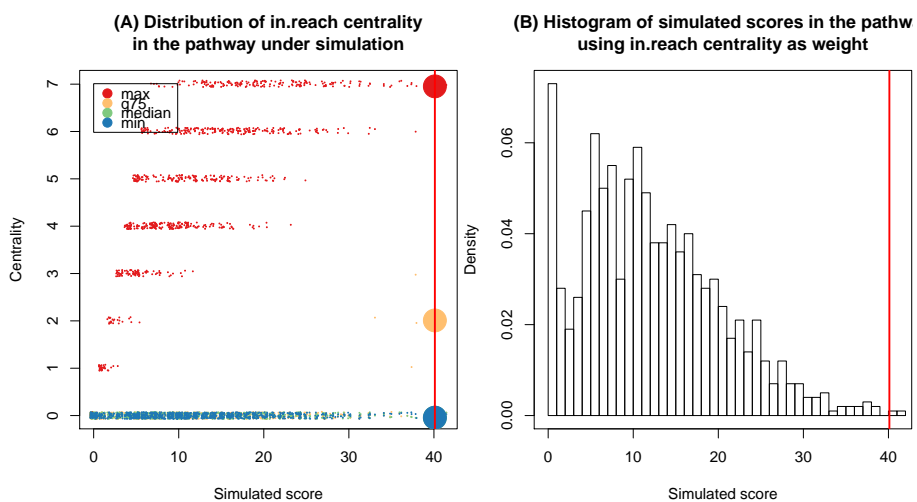 (A) Distribution of in.reach centrality
in the pathway under simulation
7
6
5
4
3
2
1
0
Centrality
max
q75
median
min
0 10 20 30 40
Simulated score
(B) Histogram of simulated scores in the pathw
using in.reach centrality as weight
0.06
0.04
0.02
0.00
Density
0 10 20 30 40
Simulated score